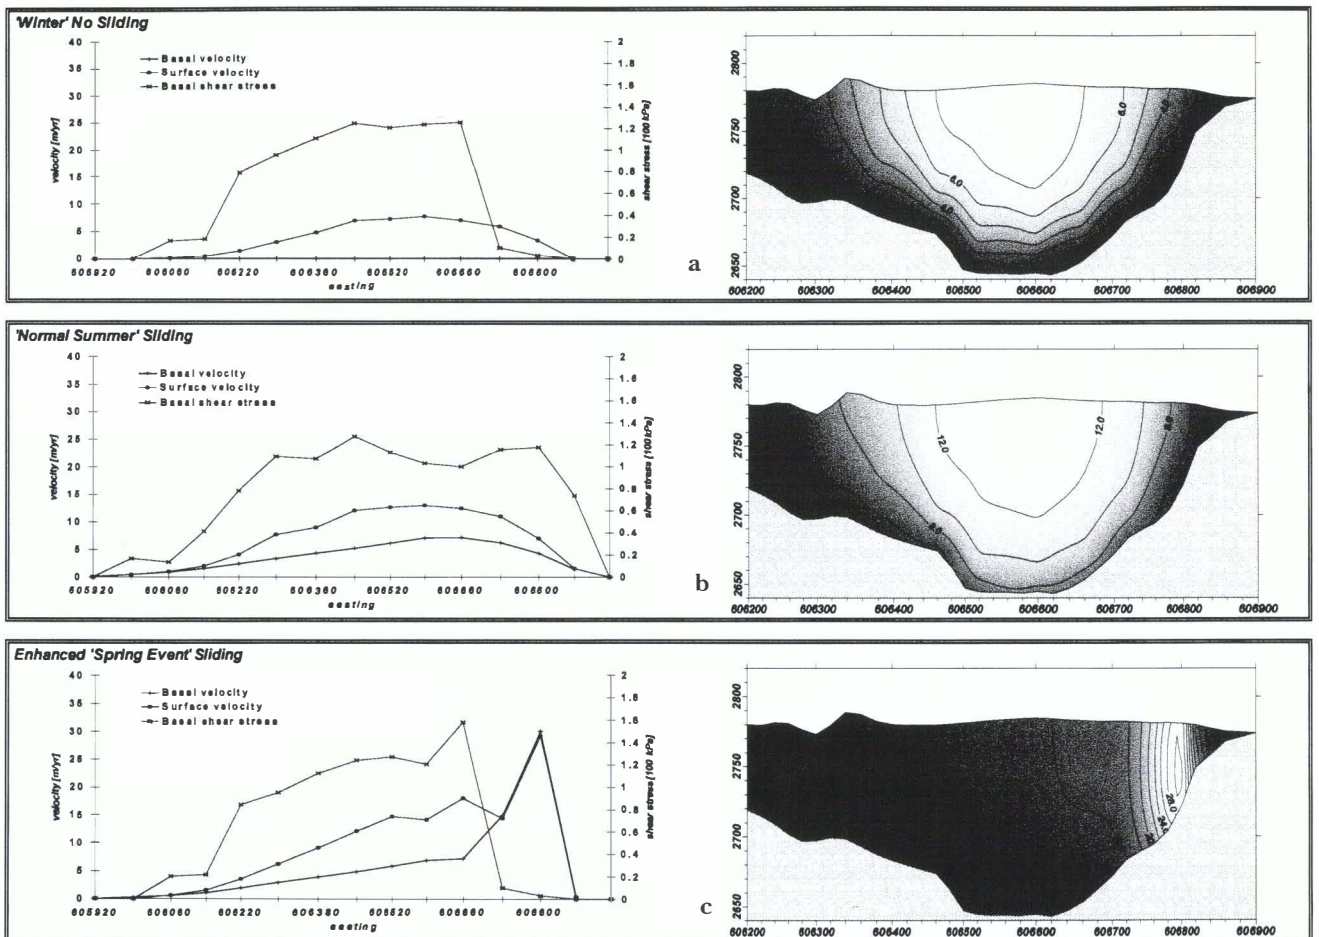 'Winter' No Sliding
40
35
30
25
20
15
10
5
0
velocity [m/yr]
Basal velocity
Surface velocity
Basal shear stress
2
1.8
1.6
1.4
1.2
1
0.8
0.6
0.4
0.2
0
shear stress [100 kPa]
605920 606060 606220 606380 606520 606660 606800
easting
a
2800
2750
2700
2650
6.0
4.0
6.0
4.0
606200 606300 606400 606500 606600 606700 606800 606900
'Normal Summer' Sliding
40
35
30
25
20
15
10
5
0
velocity [m/yr]
Basal velocity
Surface velocity
Basal shear stress
2
1.8
1.6
1.4
1.2
1
0.8
0.6
0.4
0.2
0
shear stress [100 kPa]
605920 606060 606220 606380 606520 606660 606800
easting
b
2800
2750
2700
2650
12.0
12.0
8.0
8.0
606200 606300 606400 606500 606600 606700 606800 606900
Enhanced 'Spring Event' Sliding
40
35
30
25
20
15
10
5
0
velocity [m/yr]
Basal velocity
Surface velocity
Basal shear stress
2
1.8
1.6
1.4
1.2
1
0.8
0.6
0.4
0.2
0
shear stress [100 kPa]
605920 606060 606220 606380 606520 606660 606800
easting
c
2800
2750
2700
2650
28.0
24.0
606200 606300 606400 606500 606600 606700 606800 606900